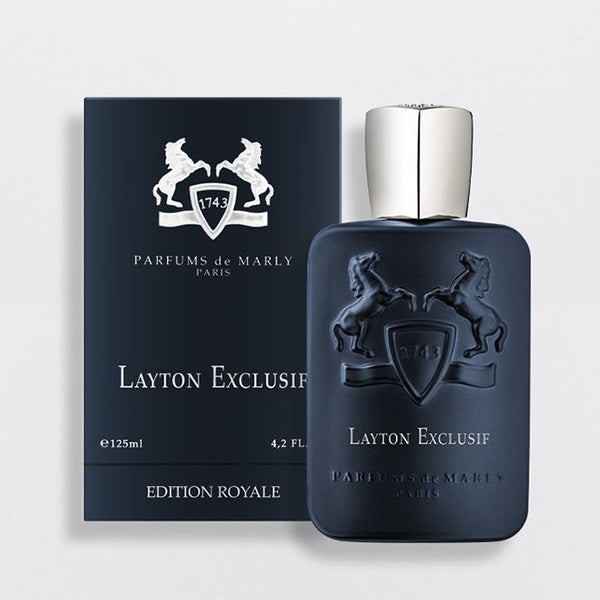 1743
PARFUMS de MARLY
PARIS
LAYTON EXCLUSIF
℮125ml
4,2 FL.
EDITION ROYALE
1743
LAYTON EXCLUSIF
PARFUMS de MARLY
PARIS